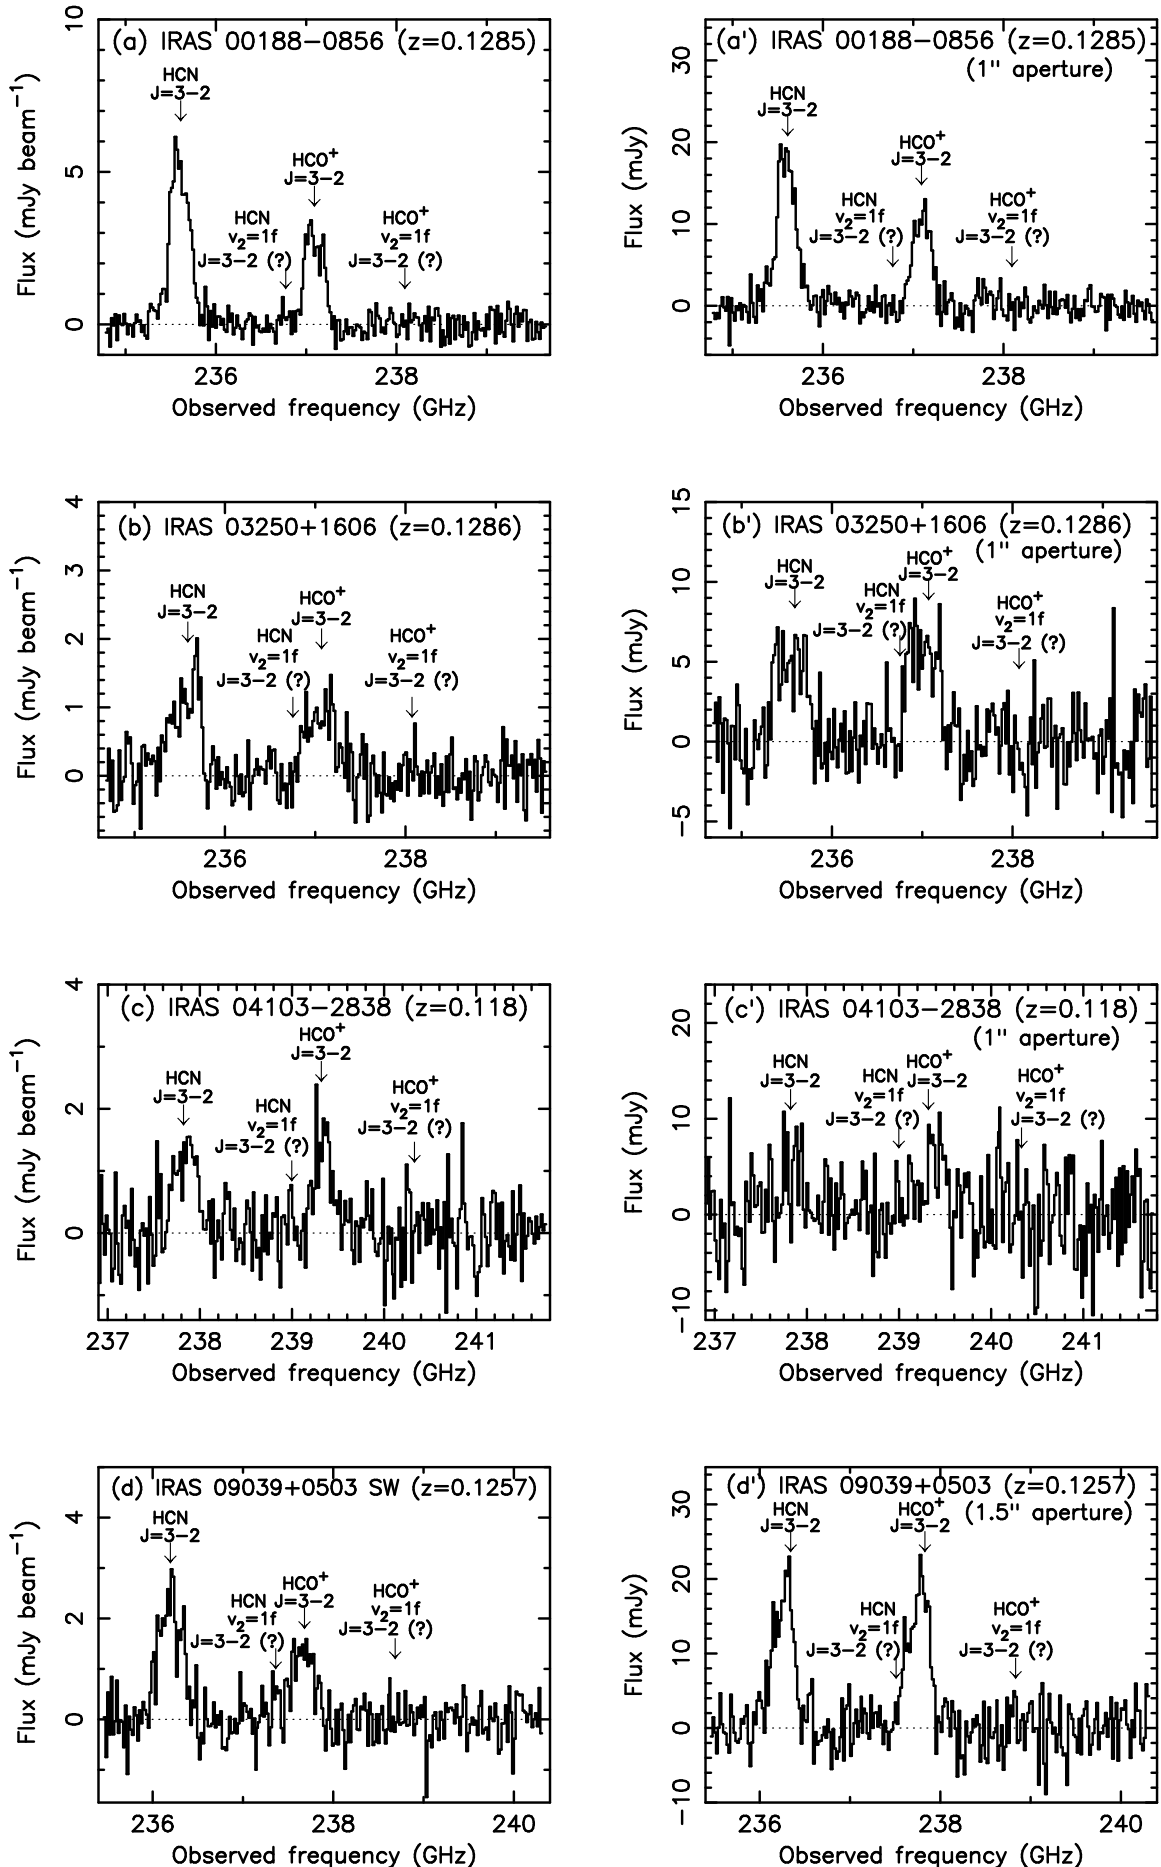 (a) IRAS 00188−0856 (z=0.1285)
10
5
0
Flux (mJy beam−1)
HCN
J=3−2
HCO+
J=3−2
HCN
v2=1f
J=3−2 (?)
HCO+
v2=1f
J=3−2 (?)
236
238
Observed frequency (GHz)
(a') IRAS 00188−0856 (z=0.1285)
(1" aperture)
30
20
10
0
Flux (mJy)
HCN
J=3−2
HCO+
J=3−2
HCN
v2=1f
J=3−2 (?)
HCO+
v2=1f
J=3−2 (?)
236
238
Observed frequency (GHz)
(b) IRAS 03250+1606 (z=0.1286)
4
3
2
1
0
Flux (mJy beam−1)
HCN
J=3−2
HCO+
J=3−2
HCN
v2=1f
J=3−2 (?)
HCO+
v2=1f
J=3−2 (?)
236
238
Observed frequency (GHz)
(b') IRAS 03250+1606 (z=0.1286)
(1" aperture)
15
10
5
0
−5
Flux (mJy)
HCN
J=3−2
HCO+
J=3−2
HCN
v2=1f
J=3−2 (?)
HCO+
v2=1f
J=3−2 (?)
236
238
Observed frequency (GHz)
(c) IRAS 04103−2838 (z=0.118)
4
2
0
Flux (mJy beam−1)
HCN
J=3−2
HCO+
J=3−2
HCN
v2=1f
J=3−2 (?)
HCO+
v2=1f
J=3−2 (?)
237
238
239
240
241
Observed frequency (GHz)
(c') IRAS 04103−2838 (z=0.118)
(1" aperture)
20
10
0
−10
Flux (mJy)
HCN
J=3−2
HCO+
J=3−2
HCN
v2=1f
J=3−2 (?)
HCO+
v2=1f
J=3−2 (?)
237
238
239
240
241
Observed frequency (GHz)
(d) IRAS 09039+0503 SW (z=0.1257)
4
2
0
Flux (mJy beam−1)
HCN
J=3−2
HCO+
J=3−2
HCN
v2=1f
J=3−2 (?)
HCO+
v2=1f
J=3−2 (?)
236
238
240
Observed frequency (GHz)
(d') IRAS 09039+0503 (z=0.1257)
(1.5" aperture)
30
20
10
0
−10
Flux (mJy)
HCN
J=3−2
HCO+
J=3−2
HCN
v2=1f
J=3−2 (?)
HCO+
v2=1f
J=3−2 (?)
236
238
240
Observed frequency (GHz)